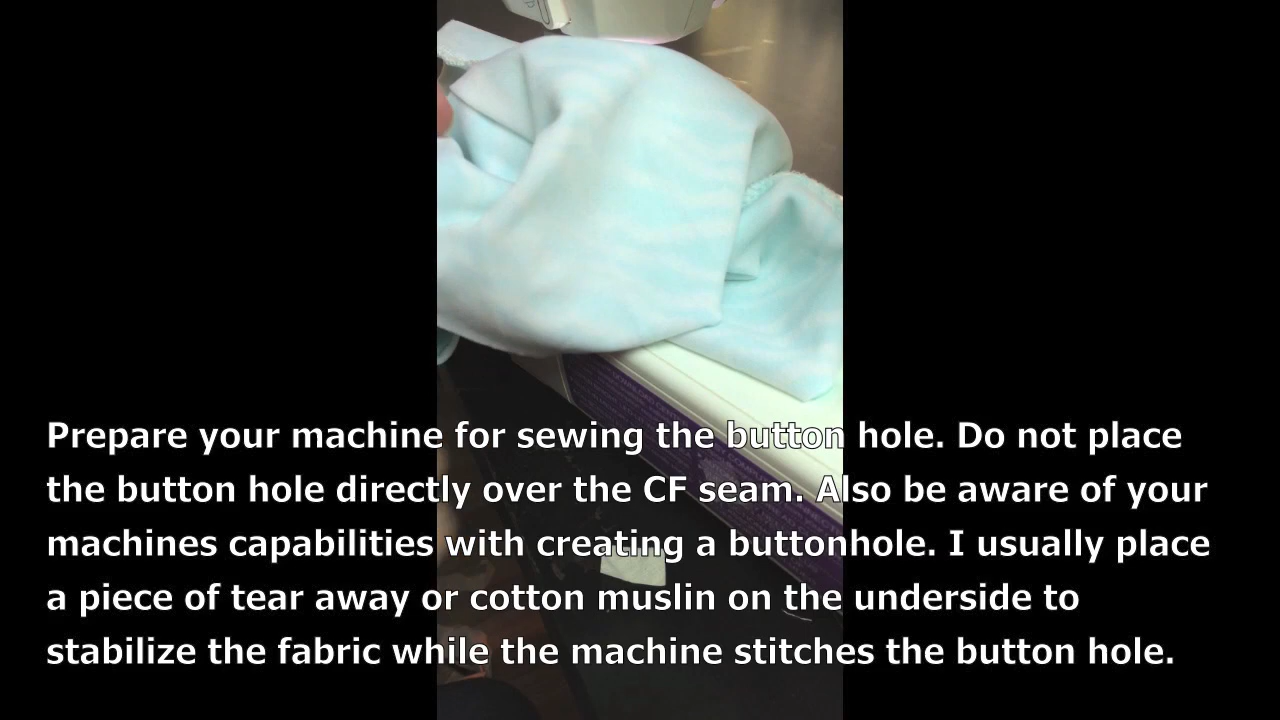 Prepare your machine for sewing the button hole. Do not place
the button hole directly over the CF seam. Also be aware of your
machines capabilities with creating a buttonhole. I usually place
a piece of tear away or cotton muslin on the underside to
stabilize the fabric while the machine stitches the button hole.